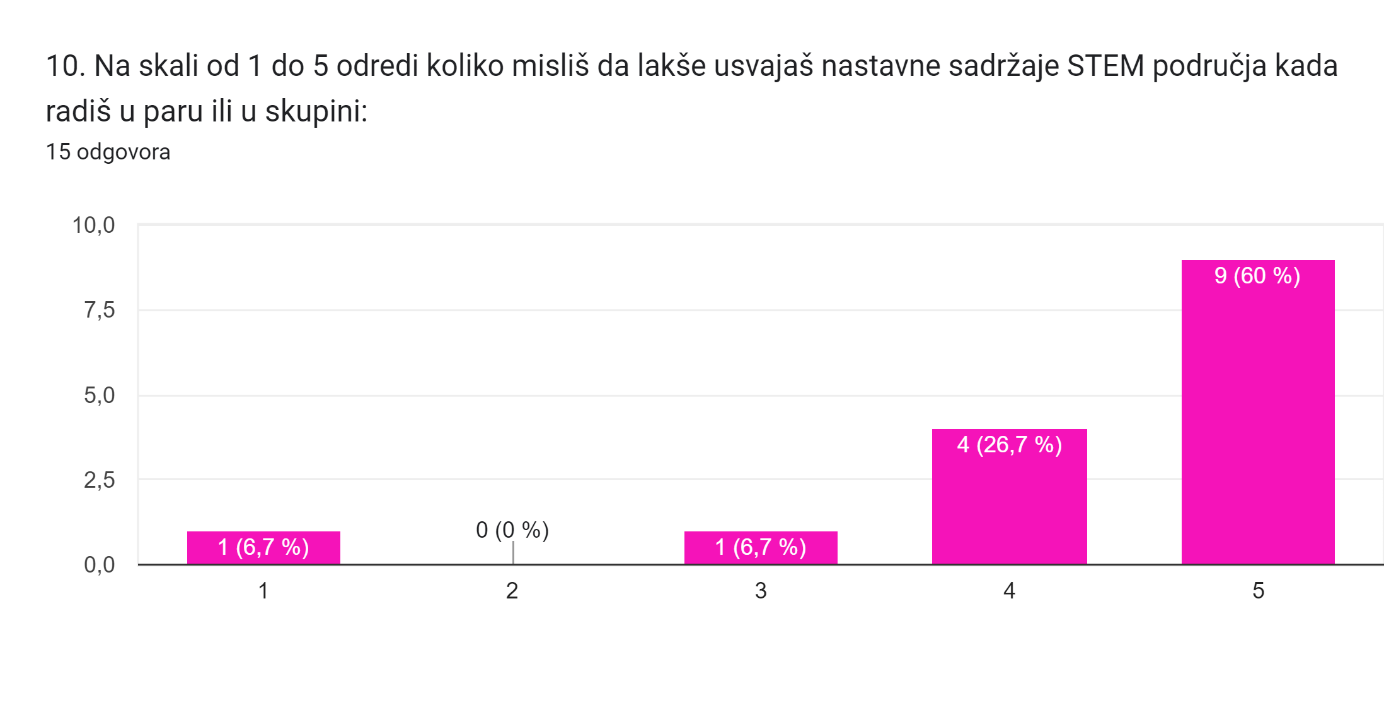 10. Na skali od 1 do 5 odredi koliko misliš da lakše usvajaš nastavne sadržaje STEM područja kada
radiš u paru ili u skupini:
15 odgovora
10,0
7,5
5,0
2,5
0,0
1 (6,7 %)
0 (0 %)
1 (6,7 %)
4 (26,7 %)
9 (60 %)
1
2
3
4
5